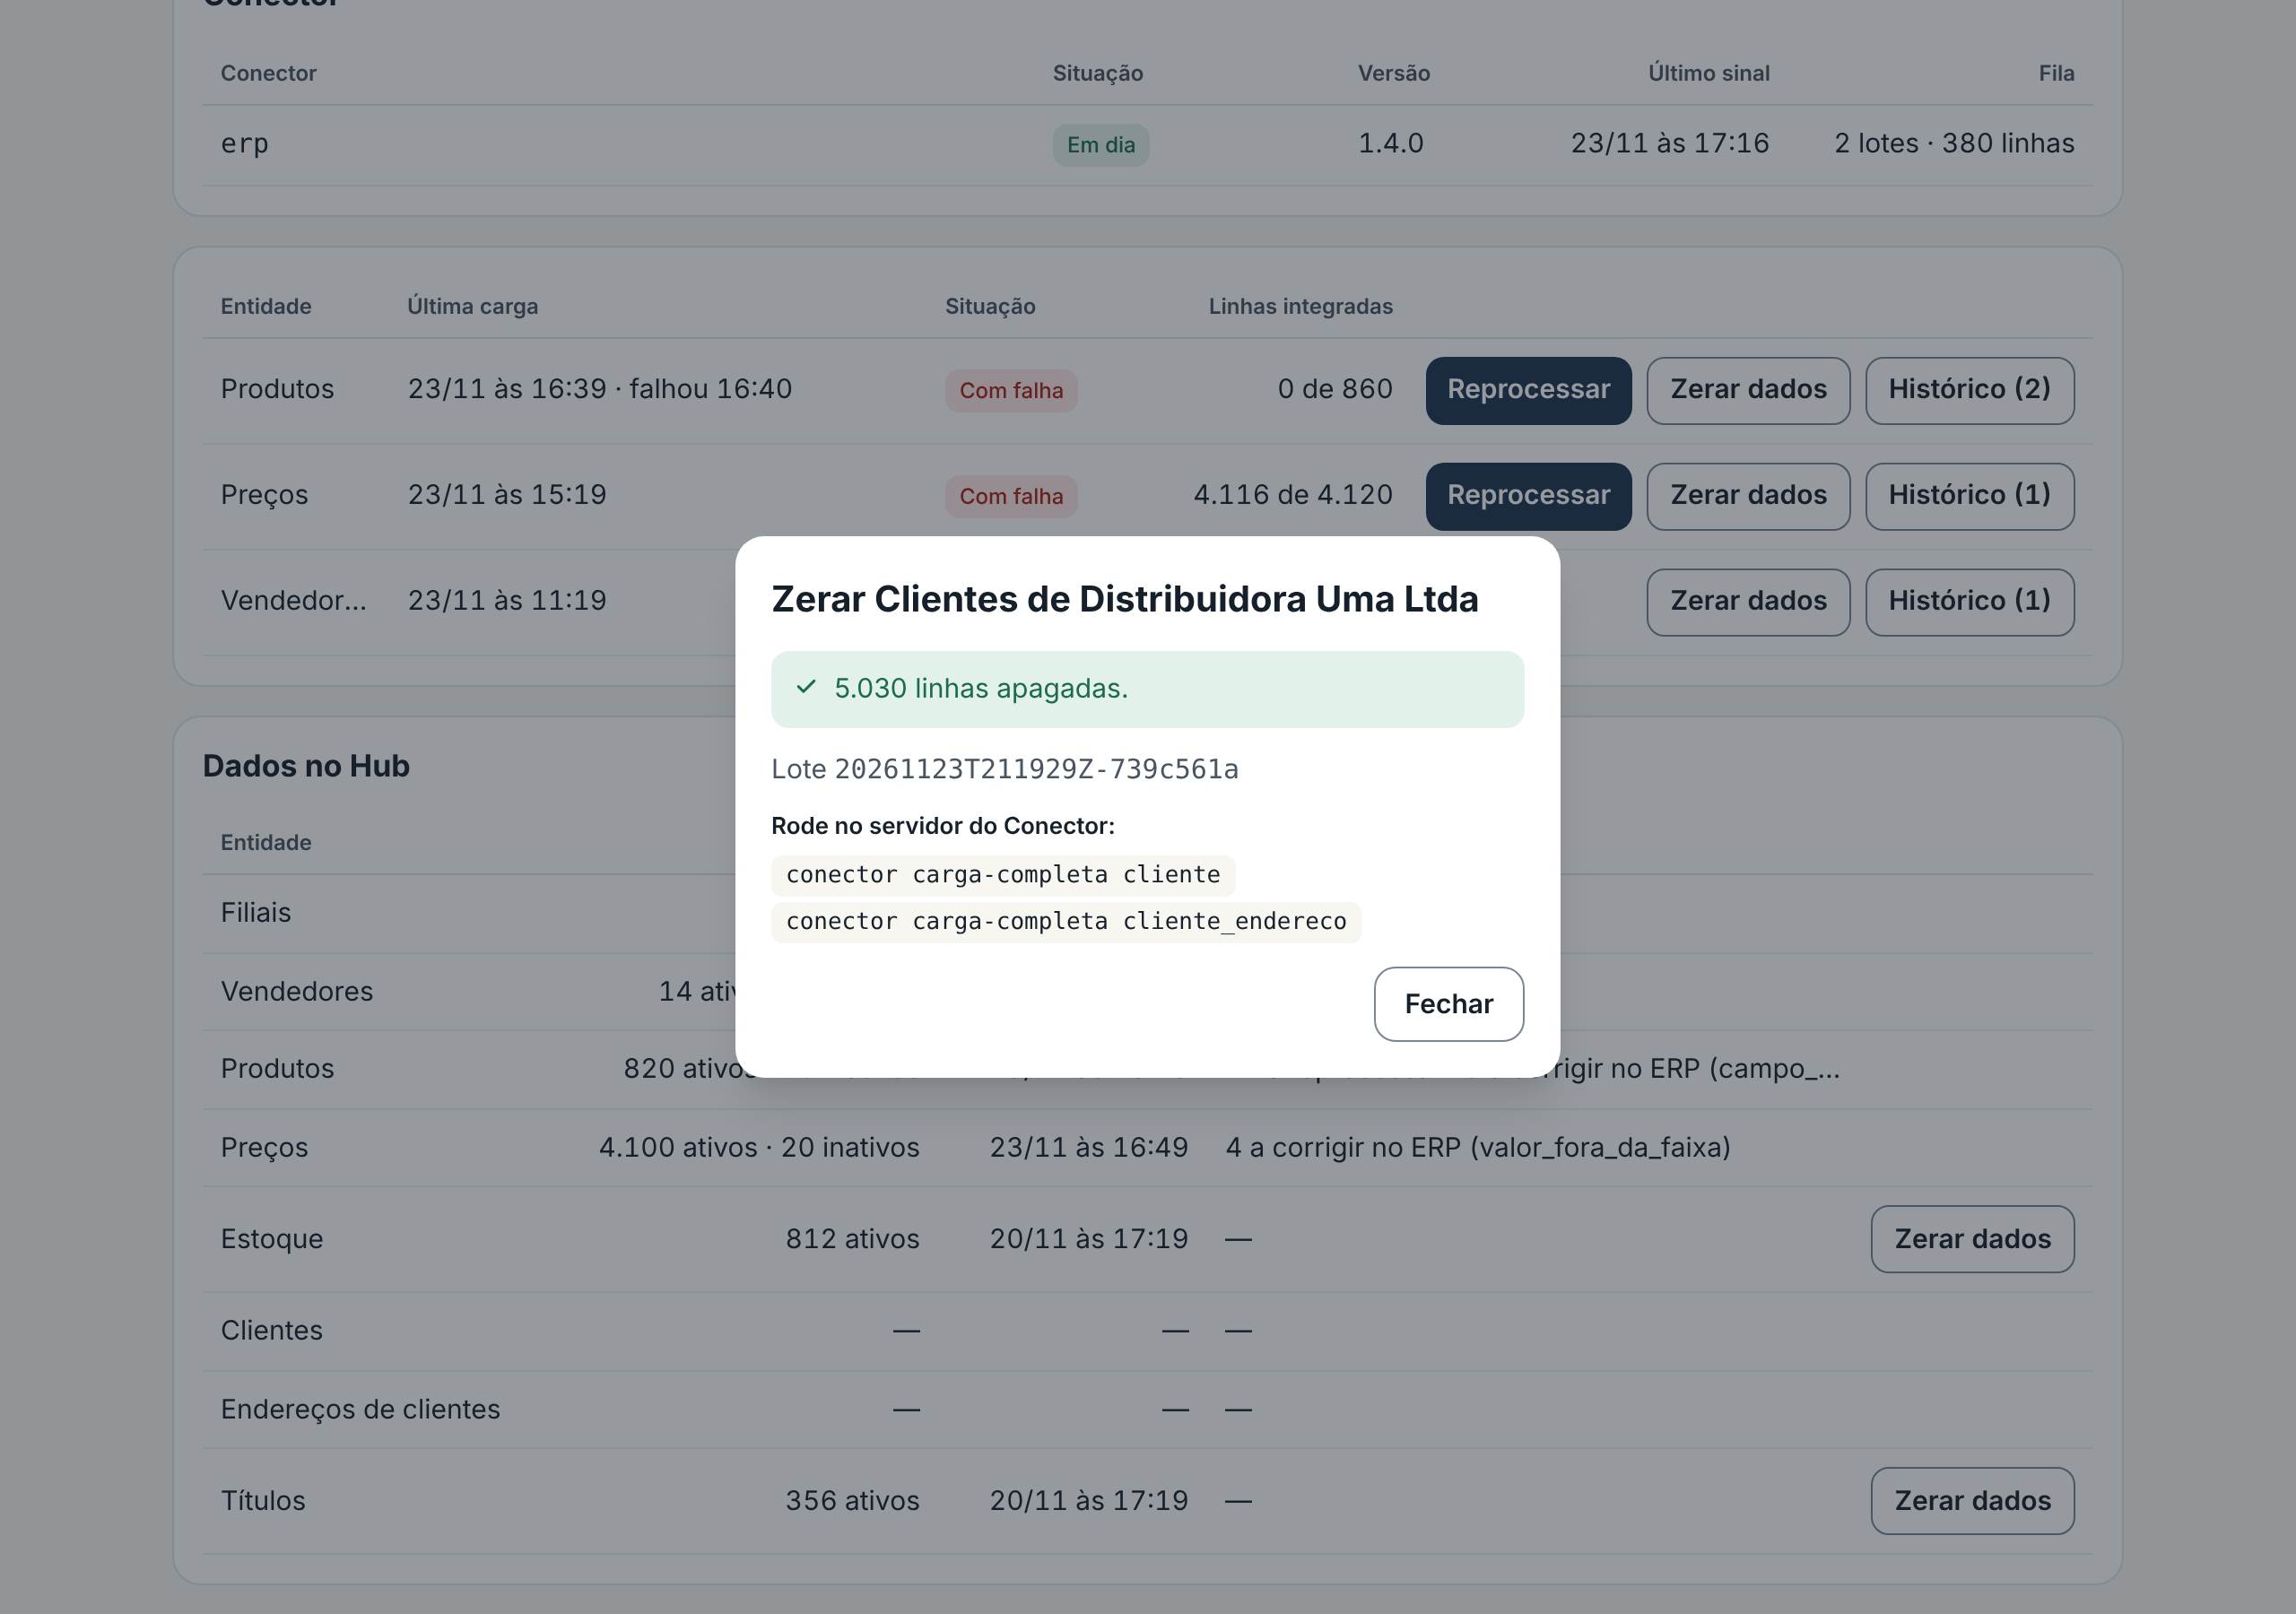 Conector
Conector Situação Versão Último sinal Fila
erp Em dia 1.4.0 23/11 às 17:16 2 lotes · 380 linhas
Entidade Última carga Situação Linhas integradas
Produtos 23/11 às 16:39 · falhou 16:40 Com falha 0 de 860 Reprocessar Zerar dados Histórico (2)
Preços 23/11 às 15:19 Com falha 4.116 de 4.120 Reprocessar Zerar dados Histórico (1)
Vendedor... 23/11 às 11:19 Zerar dados Histórico (1)
Zerar Clientes de Distribuidora Uma Ltda
5.030 linhas apagadas.
Lote 20261123T211929Z-739c561a
Rode no servidor do Conector:
conector carga-completa cliente
conector carga-completa cliente_endereco
Fechar
Dados no Hub
Entidade
Filiais
Vendedores 14
Produtos 820 ativos no ERP (campo_...
Preços 4.100 ativos · 20 inativos 23/11 às 16:49 4 a corrigir no ERP (valor_fora_da_faixa)
Estoque 812 ativos 20/11 às 17:19 — Zerar dados
Clientes — — —
Endereços de clientes — — —
Títulos 356 ativos 20/11 às 17:19 — Zerar dados